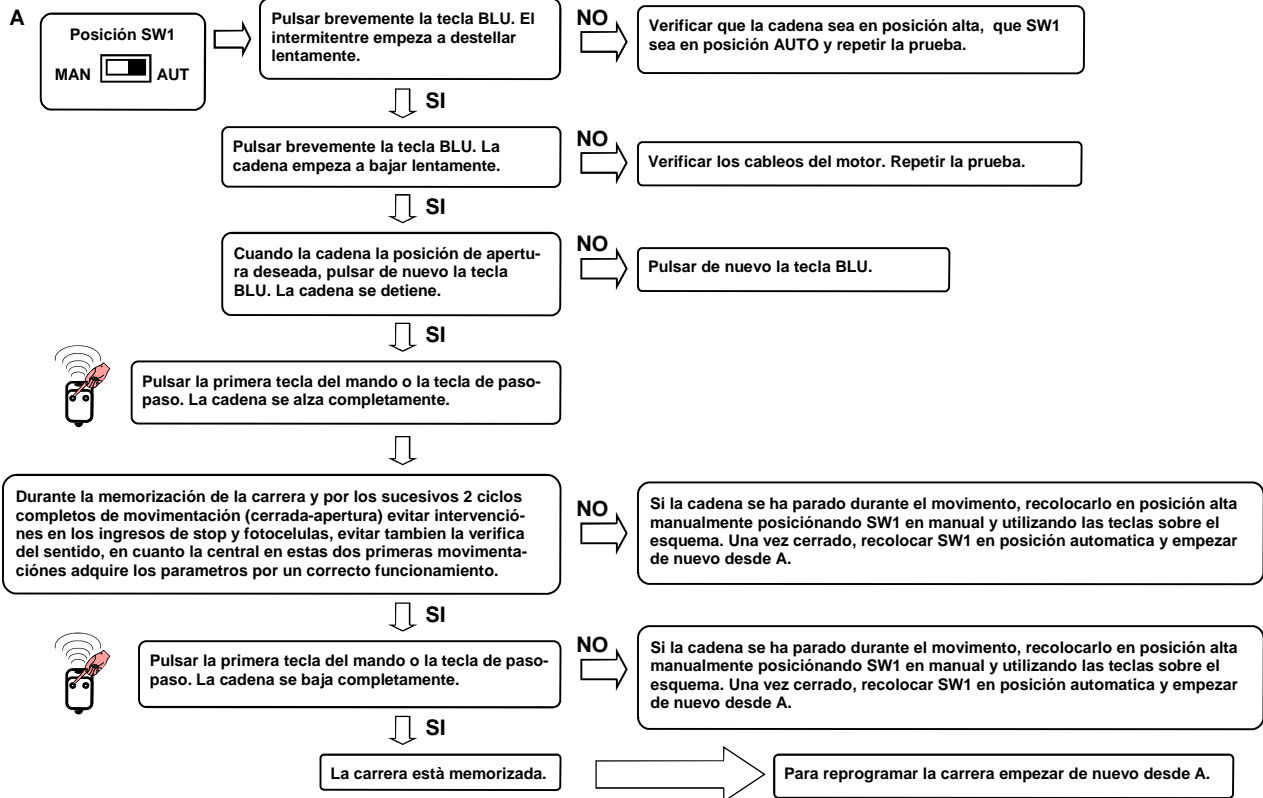 A
Posición SW1
MAN AUT
Pulsar brevemente la tecla BLU. El
intermitentre empeza a destellar
lentamente.
NO
Verificar que la cadena sea en posición alta, que SW1
sea en posición AUTO y repetir la prueba.
SI
Pulsar brevemente la tecla BLU. La
cadena empeza a bajar lentamente.
NO
Verificar los cableos del motor. Repetir la prueba.
SI
Cuando la cadena la posición de apertu-
ra deseada, pulsar de nuevo la tecla
BLU. La cadena se detiene.
NO
Pulsar de nuevo la tecla BLU.
SI
Pulsar la primera tecla del mando o la tecla de paso-
paso. La cadena se alza completamente.
Durante la memorización de la carrera y por los sucesivos 2 ciclos
completos de movimentación (cerrada-apertura) evitar intervenció-
nes en los ingresos de stop y fotocelulas, evitar tambien la verifica
del sentido, en cuanto la central en estas dos primeras movimenta-
ciónes adquire los parametros por un correcto funcionamiento.
NO
Si la cadena se ha parado durante el movimento, recolocarlo en posición alta
manualmente posiciónando SW1 en manual y utilizando las teclas sobre el
esquema. Una vez cerrado, recolocar SW1 en posición automatica y empezar
de nuevo desde A.
SI
Pulsar la primera tecla del mando o la tecla de paso-
paso. La cadena se baja completamente.
NO
Si la cadena se ha parado durante el movimento, recolocarlo en posición alta
manualmente posiciónando SW1 en manual y utilizando las teclas sobre el
esquema. Una vez cerrado, recolocar SW1 en posición automatica y empezar
de nuevo desde A.
SI
La carrera està memorizada.
Para reprogramar la carrera empezar de nuevo desde A.